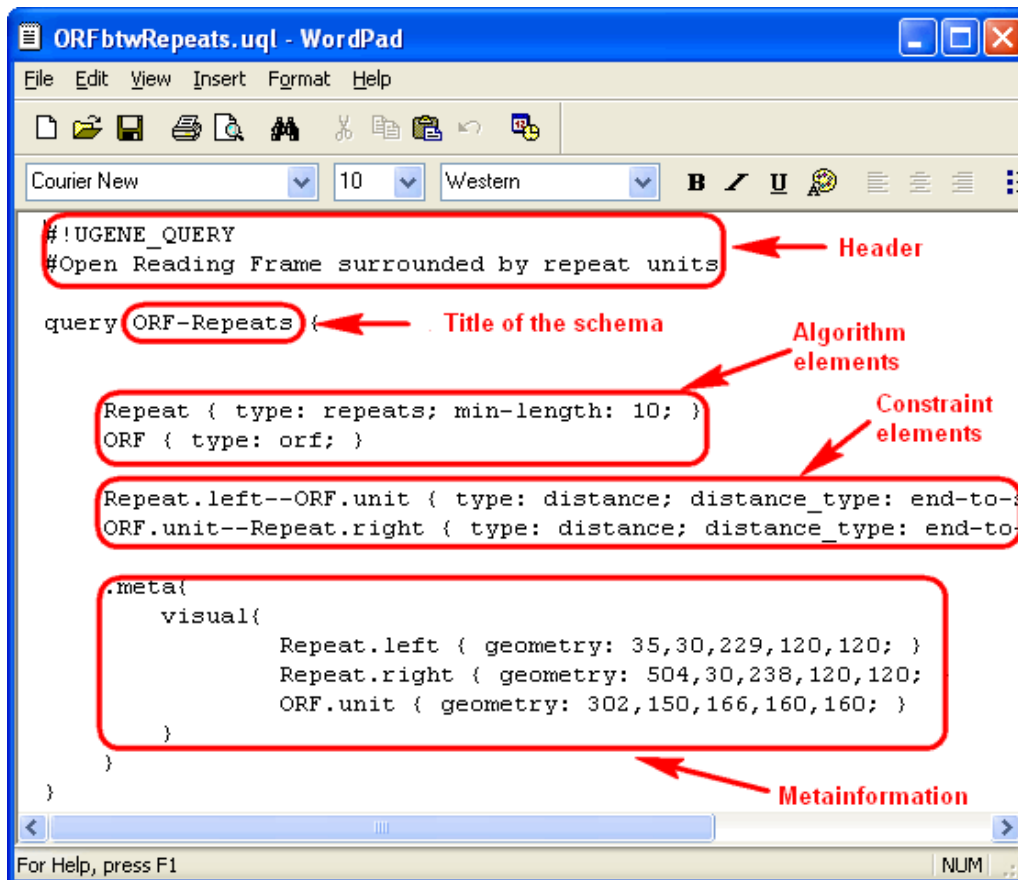 ORFbtwRepeats.uql - WordPad
File Edit View Insert Format Help
Courier New 10 Western B I U
#!UGENE_QUERY
#Open Reading Frame surrounded by repeat units
Header
query ORF-Repeats {
Title of the schema
Algorithm elements
Repeat { type: repeats; min-length: 10; }
ORF { type: orf; }
Constraint elements
Repeat.left--ORF.unit { type: distance; distance_type: end-to-s
ORF.unit--Repeat.right { type: distance; distance_type: end-to-
.meta{
visual{
Repeat.left { geometry: 35,30,229,120,120; }
Repeat.right { geometry: 504,30,238,120,120; }
ORF.unit { geometry: 302,150,166,160,160; }
}
}
}
Metainformation
For Help, press F1
NUM